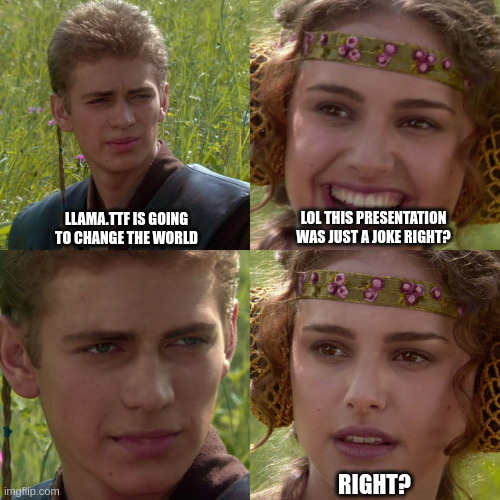 LLAMA.TTF IS GOING
TO CHANGE THE WORLD
LOL THIS PRESENTATION
WAS JUST A JOKE RIGHT?
RIGHT?
imgflip.com